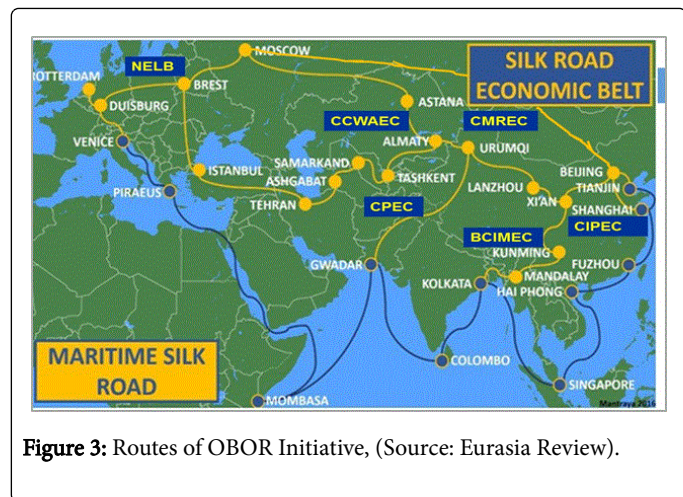 MOSCOW
SILK ROAD
ECONOMIC BELT
NELB
ROTTERDAM
BREST
DUISBURG
ASTANA
CCWAEC
CMREC
VENICE
ALMATY
URUMQI
SAMARKAND
ISTANBUL
ASHGABAT
TASHKENT
BEIJING
TIANJIN
LANZHOU
PIRAEUS
TEHRAN
CPEC
XI'AN
SHANGHAI
CIPEC
BCIMEC
KUNMING
GWADAR
FUZHOU
KOLKATA
MANDALAY
HAI PHONG
MARITIME SILK
ROAD
COLOMBO
SINGAPORE
MOMBASA
Mantraya 2016
Figure 3: Routes of OBOR Initiative, (Source: Eurasia Review).